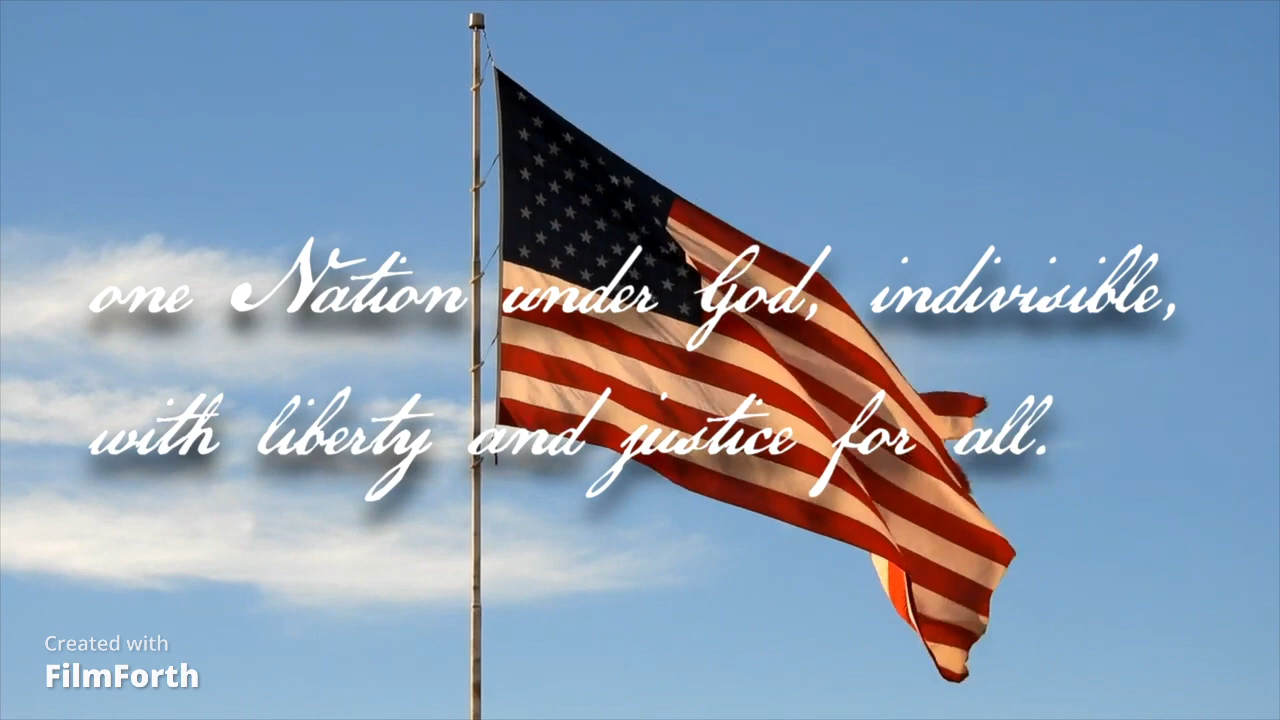 one Nation under God, indivisible,
with liberty and justice for all.
Created with
FilmForth